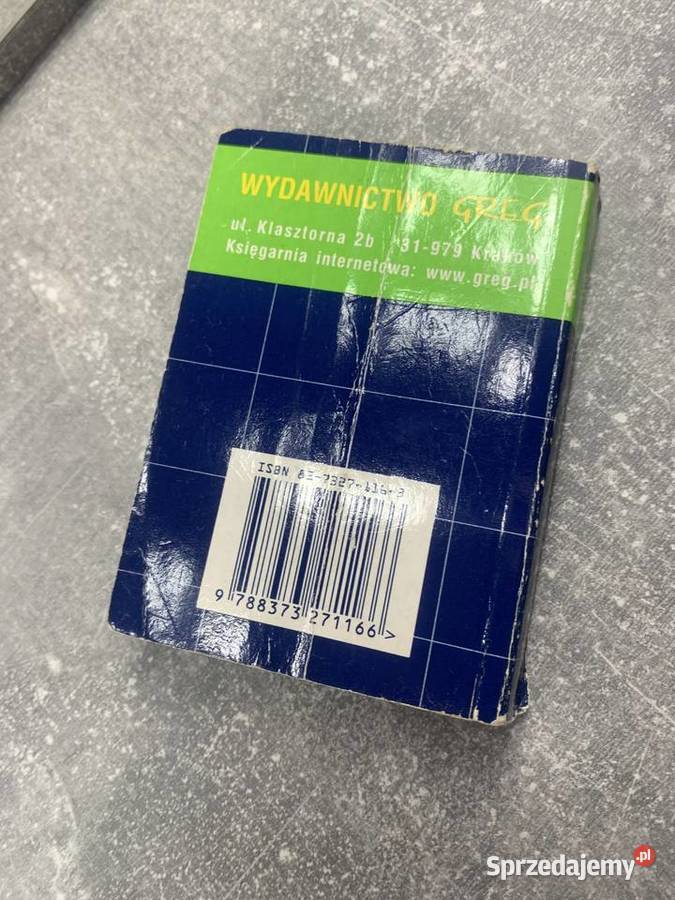 WYDAWNICTWO GREG
ul. Klasztorna 2b 31-979 Kraków
Księgarnia internetowa: www.greg.pl
ISBN 83-7327-116-3
9 788373 271166 >
Sprzedajemy.pl